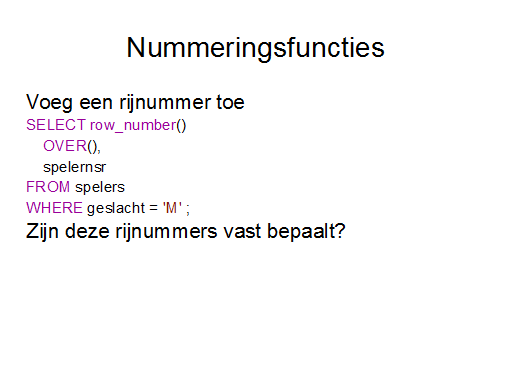 Nummeringsfuncties
Voeg een rijnummer toe
SELECT row_number()
OVER(),
spelernsr
FROM spelers
WHERE geslacht = 'M' ;
Zijn deze rijnummers vast bepaalt?